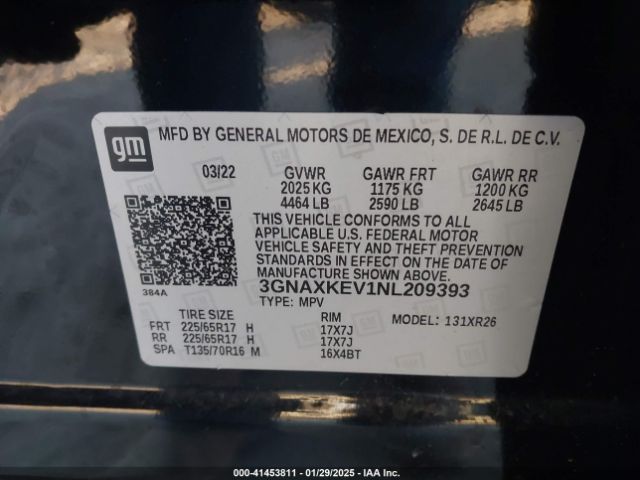 gm MFD BY GENERAL MOTORS DE MEXICO, S. DE R.L. DE C.V.
03/22 GVWR GAWR FRT GAWR RR
2025 KG 1175 KG 1200 KG
4464 LB 2590 LB 2645 LB
THIS VEHICLE CONFORMS TO ALL
APPLICABLE U.S. FEDERAL MOTOR
VEHICLE SAFETY AND THEFT PREVENTION
STANDARDS IN EFFECT ON THE DATE OF
MANUFACTURE SHOWN ABOVE.
384A 3GNAXKEV1NL209393
TYPE: MPV
TIRE SIZE RIM MODEL: 131XR26
FRT 225/65R17 H 17X7J
RR 225/65R17 H 17X7J
SPA T135/70R16 M 16X4BT
000-41453811 - 01/29/2025 - IAA Inc.